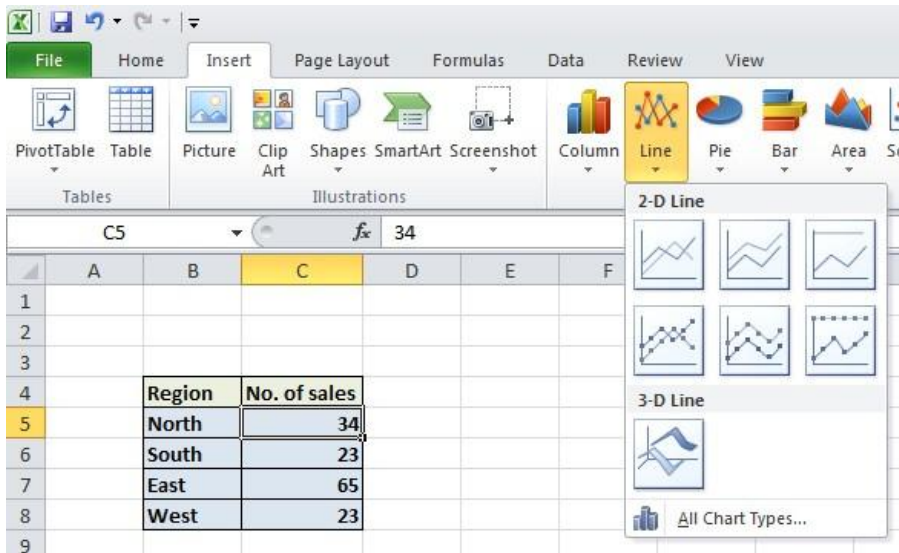 File Home Insert Page Layout Formulas Data Review View
PivotTable Table Picture Clip Art Shapes SmartArt Screenshot Column Line Pie Bar Area
Tables Illustrations
C5 fx 34
A B C D E F
1
2
3
4 Region No. of sales
5 North 34
6 South 23
7 East 65
8 West 23
9
2-D Line
3-D Line
All Chart Types...